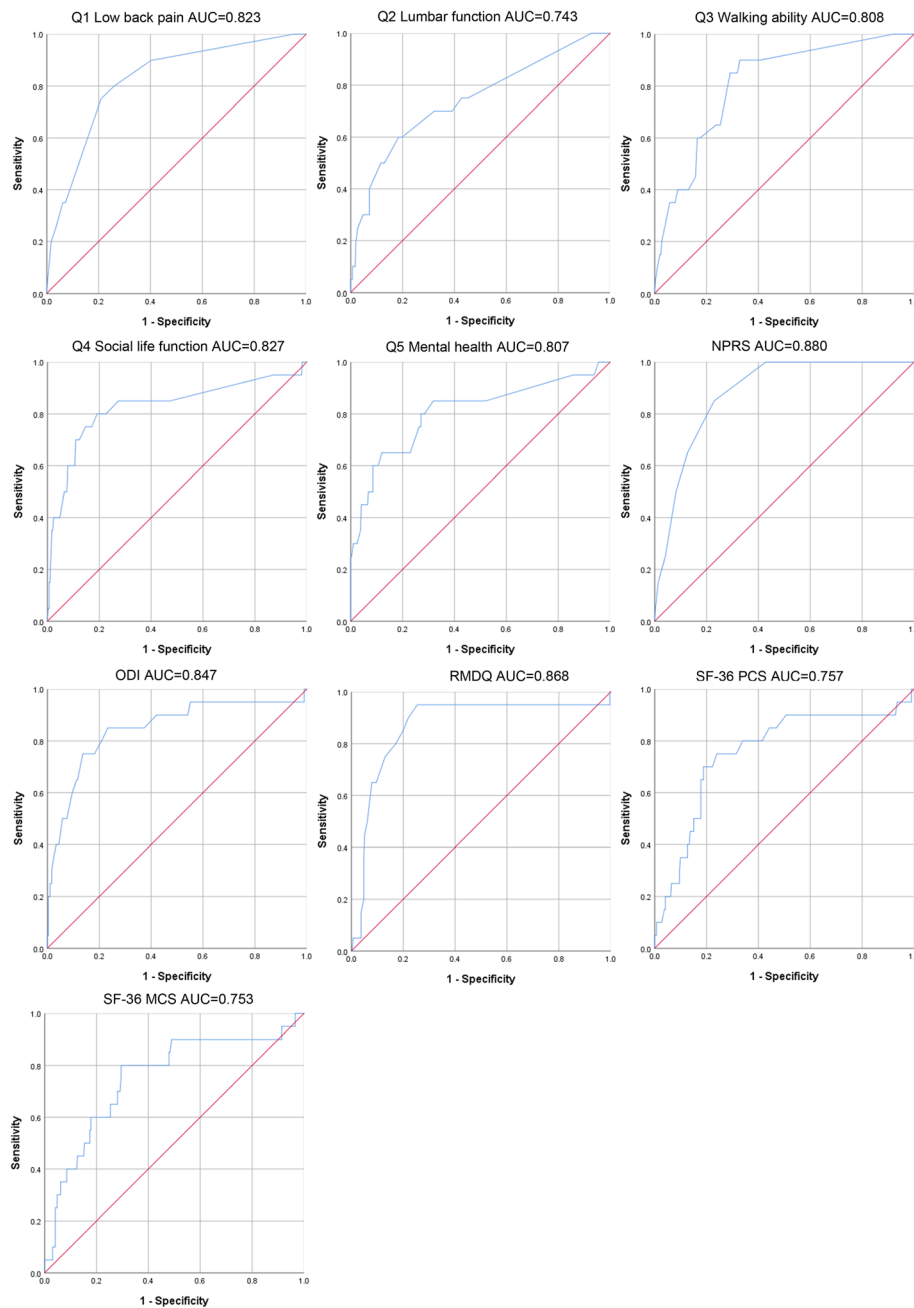 Q1 Low back pain AUC=0.823
1.0
0.8
0.6
0.4
0.2
0.0
Sensitivity
0.0 0.2 0.4 0.6 0.8 1.0
1 - Specificity
Q2 Lumbar function AUC=0.743
1.0
0.8
0.6
0.4
0.2
0.0
Sensitivity
0.0 0.2 0.4 0.6 0.8 1.0
1 - Specificity
Q3 Walking ability AUC=0.808
1.0
0.8
0.6
0.4
0.2
0.0
Sensivisity
0.0 0.2 0.4 0.6 0.8 1.0
1 - Specificity
Q4 Social life function AUC=0.827
1.0
0.8
0.6
0.4
0.2
0.0
Sensitivity
0.0 0.2 0.4 0.6 0.8 1.0
1 - Specificity
Q5 Mental health AUC=0.807
1.0
0.8
0.6
0.4
0.2
0.0
Sensivisity
0.0 0.2 0.4 0.6 0.8 1.0
1 - Specificity
NPRS AUC=0.880
1.0
0.8
0.6
0.4
0.2
0.0
Sensitivity
0.0 0.2 0.4 0.6 0.8 1.0
1 - Specificity
ODI AUC=0.847
1.0
0.8
0.6
0.4
0.2
0.0
Sensitivity
0.0 0.2 0.4 0.6 0.8 1.0
1 - Specificity
RMDQ AUC=0.868
1.0
0.8
0.6
0.4
0.2
0.0
Sensitivity
0.0 0.2 0.4 0.6 0.8 1.0
1 - Specificity
SF-36 PCS AUC=0.757
1.0
0.8
0.6
0.4
0.2
0.0
Sensitivity
0.0 0.2 0.4 0.6 0.8 1.0
1 - Specificity
SF-36 MCS AUC=0.753
1.0
0.8
0.6
0.4
0.2
0.0
Sensitivity
0.0 0.2 0.4 0.6 0.8 1.0
1 - Specificity